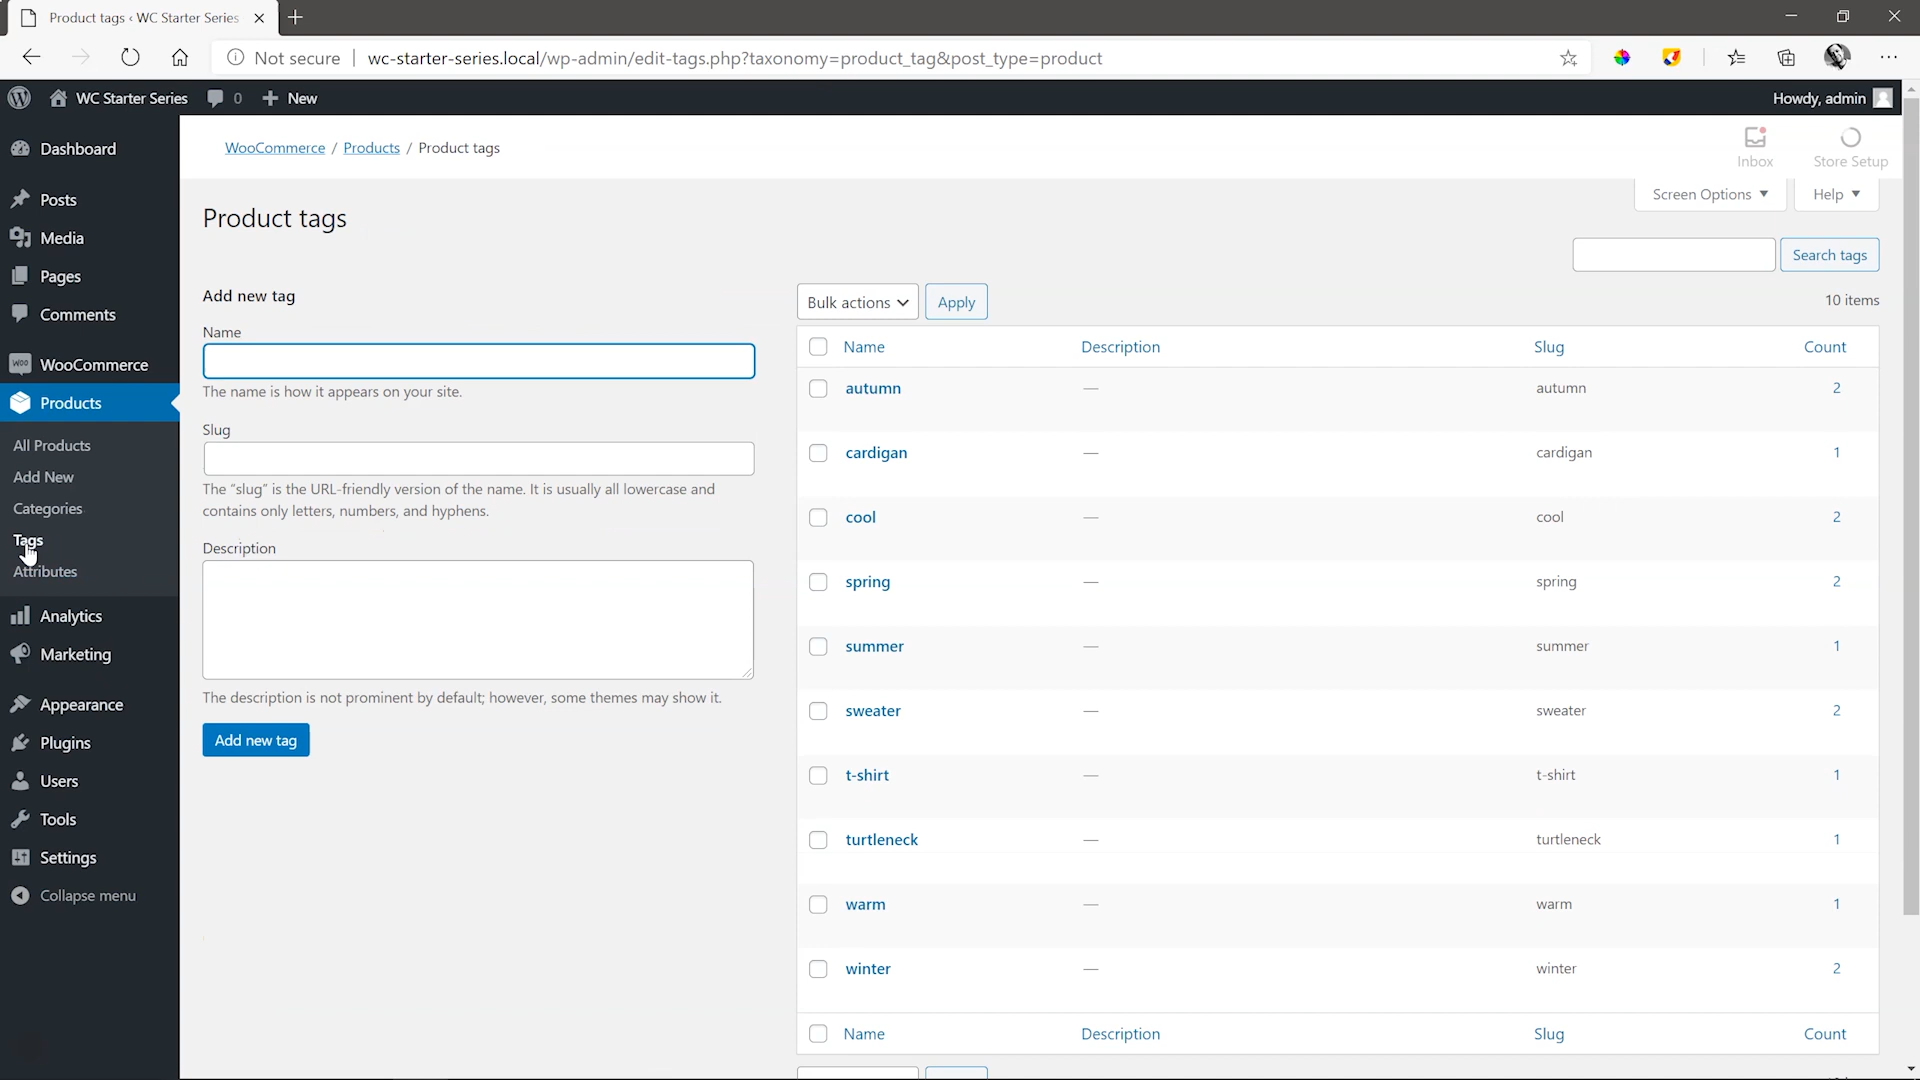 Product tags ‹ WC Starter Series
Not secure
wc-starter-series.local/wp-admin/edit-tags.php?taxonomy=product_tag&post_type=product
WC Starter Series
0
New
Howdy, admin
Dashboard
Posts
Media
Pages
Comments
WooCommerce
Products
All Products
Add New
Categories
Tags
Attributes
Analytics
Marketing
Appearance
Plugins
Users
Tools
Settings
Collapse menu
WooCommerce / Products / Product tags
Inbox
Store Setup
Screen Options
Help
Product tags
Search tags
Add new tag
Name
The name is how it appears on your site.
Slug
The “slug” is the URL-friendly version of the name. It is usually all lowercase and
contains only letters, numbers, and hyphens.
Description
The description is not prominent by default; however, some themes may show it.
Add new tag
Bulk actions
Apply
10 items
Name Description Slug Count
autumn — autumn 2
cardigan — cardigan 1
cool — cool 2
spring — spring 2
summer — summer 1
sweater — sweater 2
t-shirt — t-shirt 1
turtleneck — turtleneck 1
warm — warm 1
winter — winter 2
Name Description Slug Count